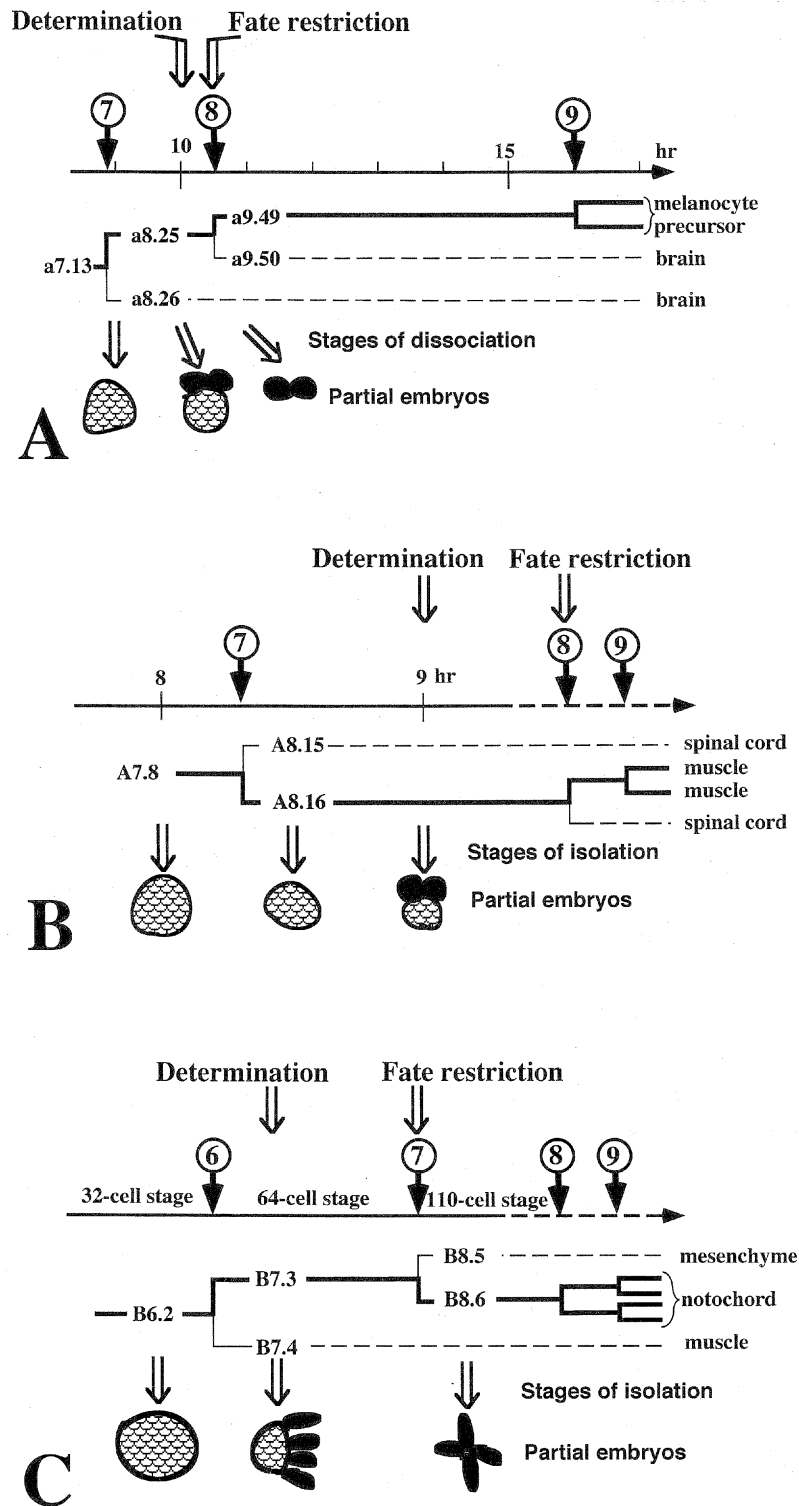 Determination Fate restriction
7 8 9
10 15 hr
a9.49 melanocyte
a8.25 precursor
a7.13 a9.50 brain
a8.26 brain
Stages of dissociation
Partial embryos
A
Determination Fate restriction
7 8 9
8 9 hr
A8.15 spinal cord
A7.8 muscle
muscle
A8.16 spinal cord
Stages of isolation
Partial embryos
B
Determination Fate restriction
6 7 8 9
32-cell stage 64-cell stage 110-cell stage
B8.5 mesenchyme
B7.3 B8.6 notochord
B6.2
B7.4 muscle
Stages of isolation
Partial embryos
C